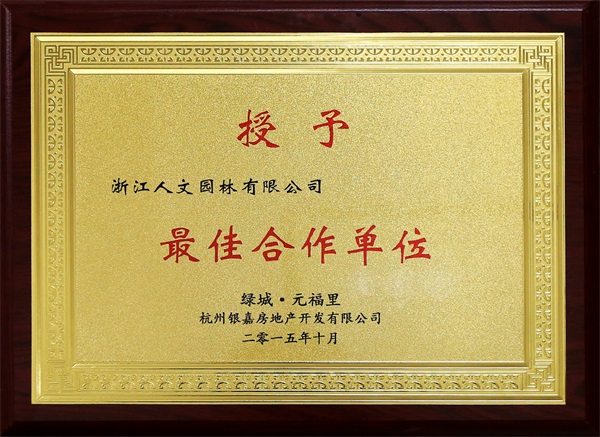 授予
浙江人文园林有限公司
最佳合作单位
绿城·元福里
杭州银嘉房地产开发有限公司
二零一五年十月